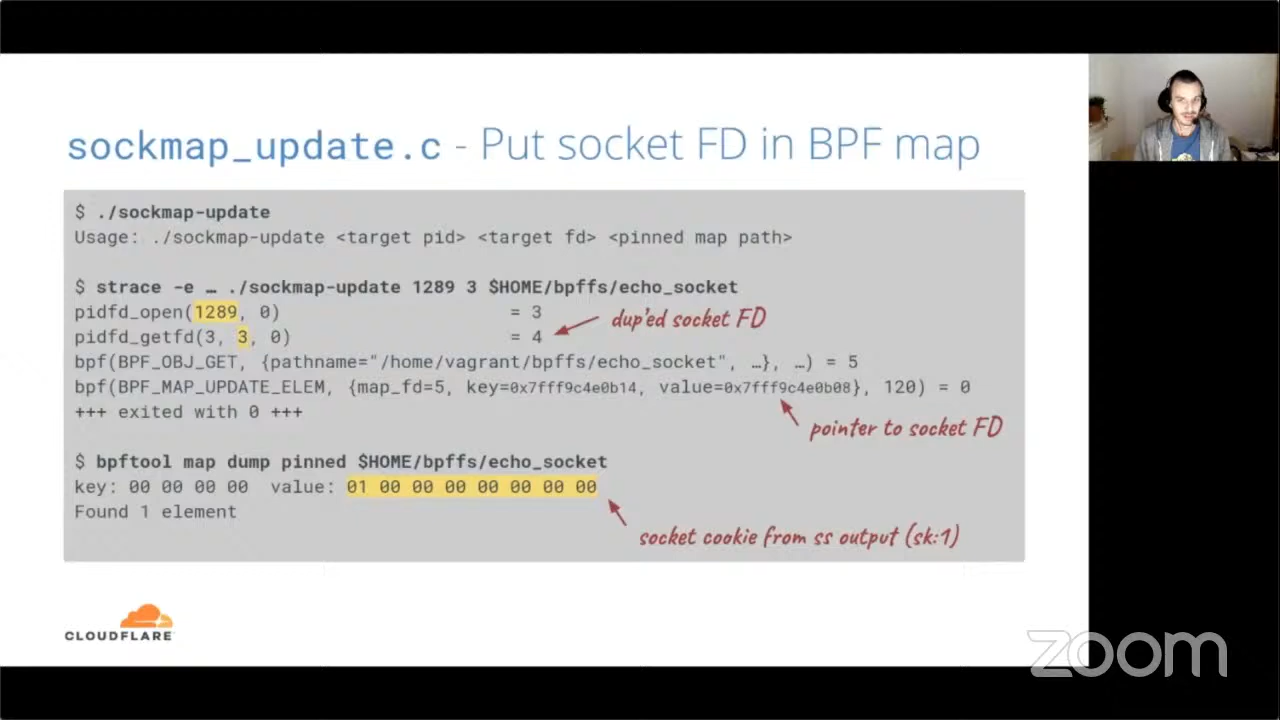 sockmap_update.c - Put socket FD in BPF map
$ ./sockmap-update
Usage: ./sockmap-update <target pid> <target fd> <pinned map path>
$ strace -e … ./sockmap-update 1289 3 $HOME/bpffs/echo_socket
pidfd_open(1289, 0) = 3
dup'ed socket FD
pidfd_getfd(3, 3, 0) = 4
bpf(BPF_OBJ_GET, {pathname="/home/vagrant/bpffs/echo_socket", …}, …) = 5
bpf(BPF_MAP_UPDATE_ELEM, {map_fd=5, key=0x7fff9c4e0b14, value=0x7fff9c4e0b08}, 120) = 0
+++ exited with 0 +++
pointer to socket FD
$ bpftool map dump pinned $HOME/bpffs/echo_socket
key: 00 00 00 00 value: 01 00 00 00 00 00 00 00
Found 1 element
socket cookie from ss output (sk:1)
CLOUDFLARE
zoom